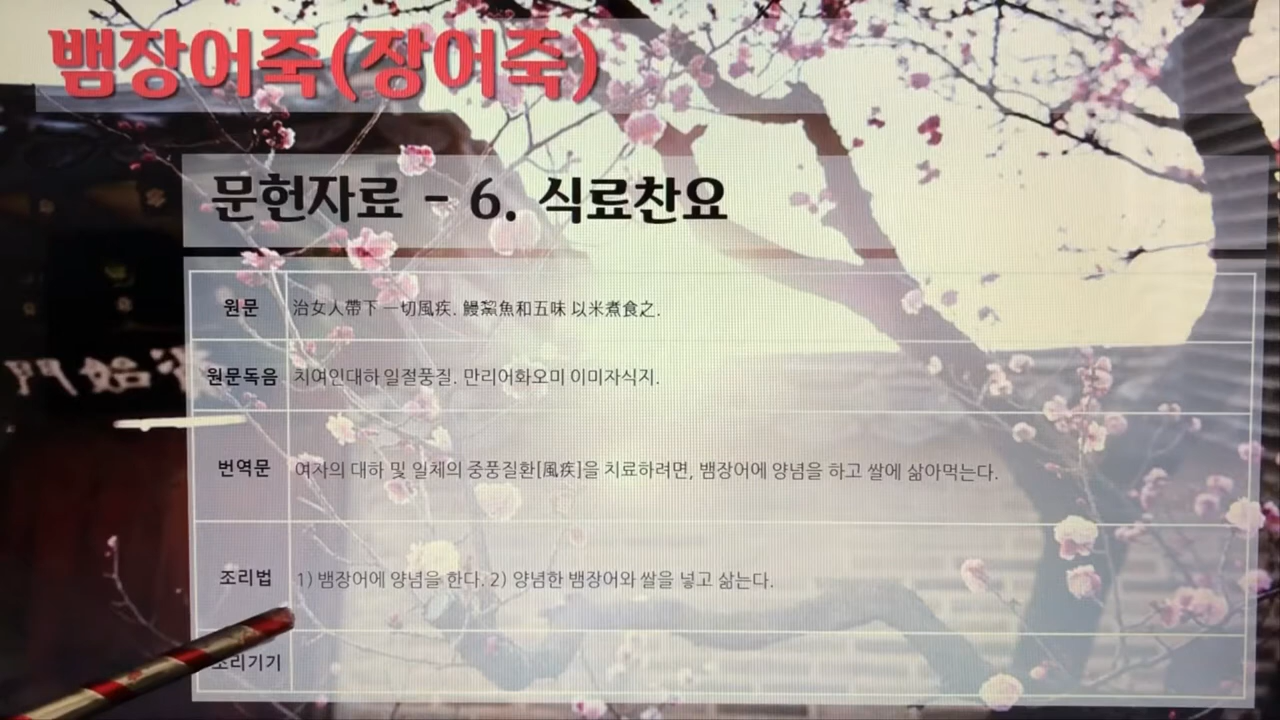 뱀장어죽(장어죽)
문헌자료 - 6. 식료찬요
원문
治女人帶下 一切風疾. 鰻鱺魚和五味 以米煮食之.
원문독음
치여인대하 일절풍질. 만리어화오미 이미자식지.
번역문
여자의 대하 및 일체의 중풍질환[風疾]을 치료하려면, 뱀장어에 양념을 하고 쌀에 삶아먹는다.
조리법
1) 뱀장어에 양념을 한다. 2) 양념한 뱀장어와 쌀을 넣고 삶는다.
조리기기